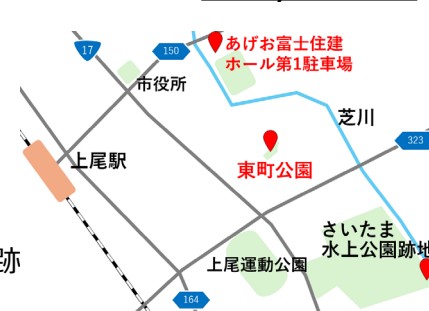 17
150
あげお富士住建
ホール第1駐車場
市役所
芝川
323
上尾駅
東町公園
さいたま
水上公園跡地
跡
上尾運動公園
164